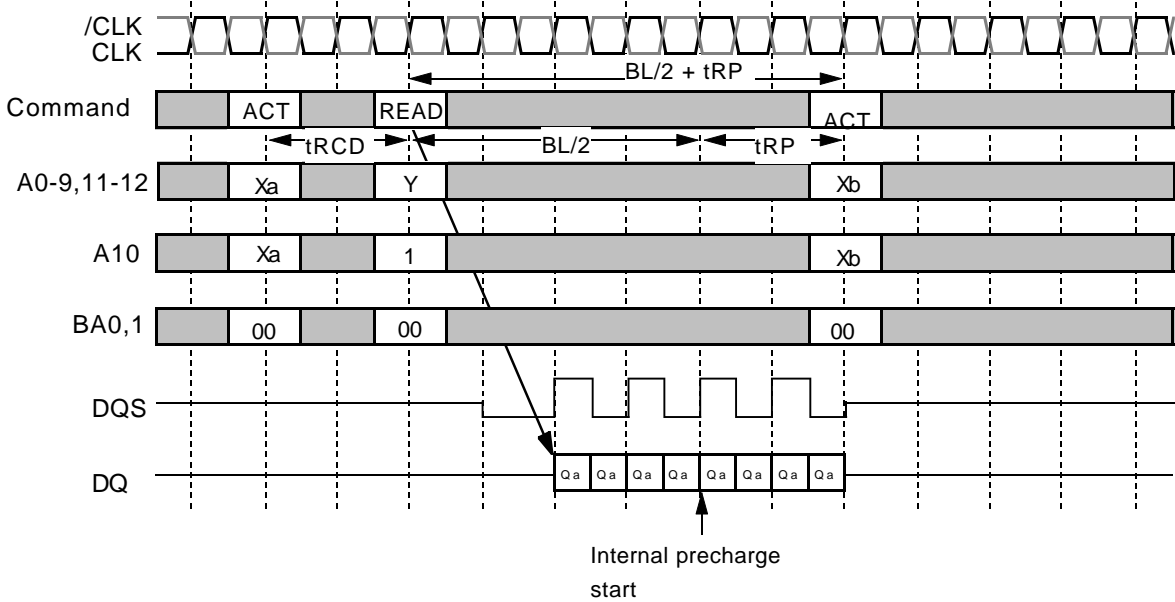 /CLK
CLK
BL/2 + tRP
Command
ACT
READ
ACT
tRCD
BL/2
tRP
A0-9,11-12
Xa
Y
Xb
A10
Xa
1
Xb
BA0,1
00
00
00
DQS
DQ
Qa Qa Qa Qa Qa Qa Qa Qa
Internal precharge
start